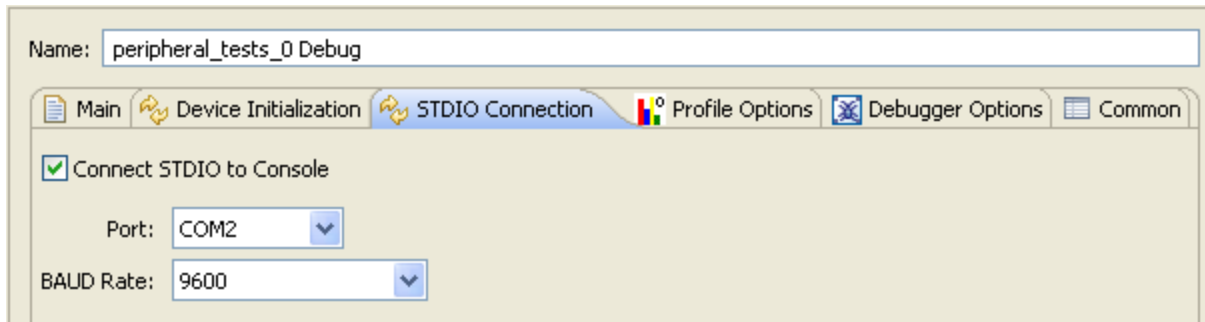 Name: peripheral_tests_0 Debug
Main Device Initialization STDIO Connection Profile Options Debugger Options Common
Connect STDIO to Console
Port: COM2
BAUD Rate: 9600